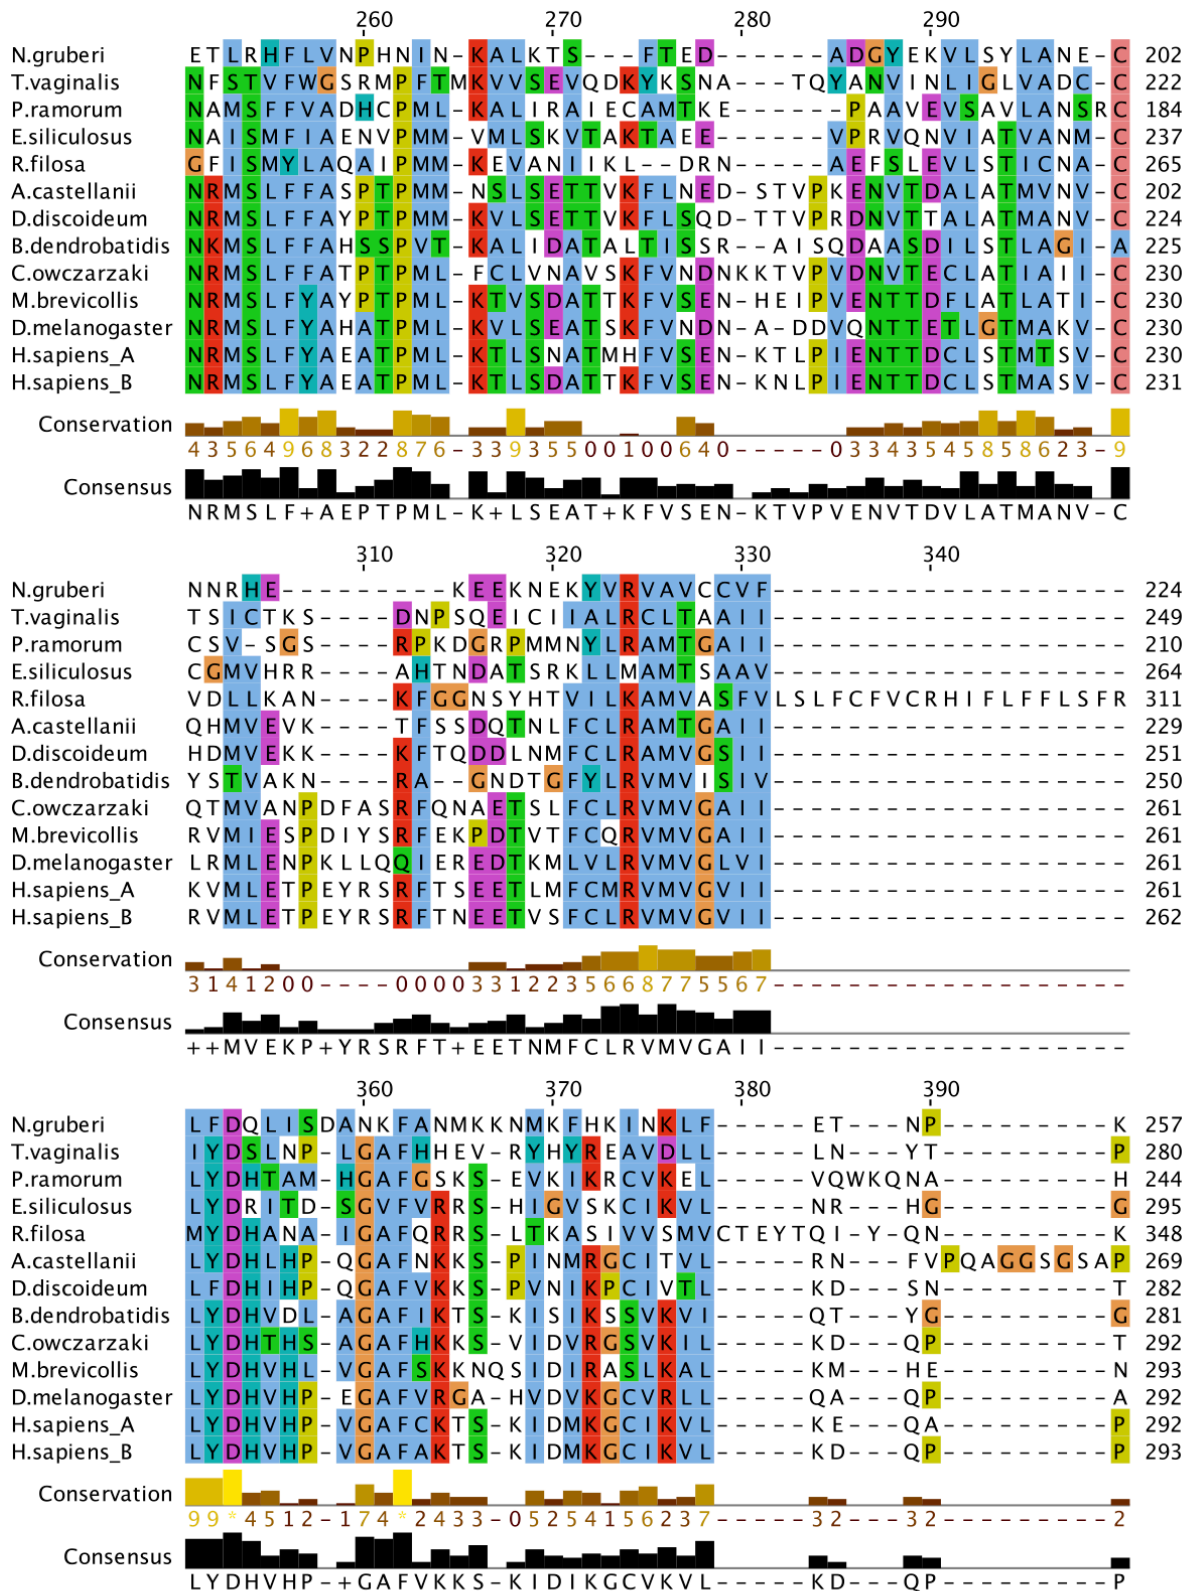 260 270 280 290
N.gruberi ETLRHFLVNPHNIN-KALKTS---FTED------ADGYEKVLSYLANE-C 202
T.vaginalis NFSTVFWGSRMPFTMKVVSEVQDKYKSNA---TQYANVINLIGLVADC-C 222
P.ramorum NAMSFFVADHCPML-KALIRAIECAMTKE------PAAVEVSAVLANSRC 184
E.siliculosus NAISMFIAENVPMM-VMLSKVTAKTAEE------VPRVQNVIATVANM-C 237
R.filosa GFISMYLAQAIPMM-KEVANIIKL--DRN-----AEFSLEVLSTICNA-C 265
A.castellanii NRMSLFFASPTPMM-NSLSETTVKFLNED-STVPKENVTDALATMVNV-C 202
D.discoideum NRMSLFFAYPTPMM-KVLSETTVKFLSQD-TTVPRDNVTTALATMANV-C 224
B.dendrobatidis NKMSLFFAHSSPVT-KALIDATALTISSR--AISQDAASDILSTLAGI-A 225
C.owczarzaki NRMSLFFATPTPML-FCLVNAVSKFVNDNKKTVPVDNVTECLATIAII-C 230
M.brevicollis NRMSLFYAYPTPML-KTVSDATTKFVSEN-HEIPVENTTDFLATLATI-C 230
D.melanogaster NRMSLFYAHATPML-KVLSEATSKFVNDN-A-DDVQNTTETLGTMAKV-C 230
H.sapiens_A NRMSLFYAEATPML-KTLSNATMHFVSEN-KTLPIENTTDCLSTMTSV-C 230
H.sapiens_B NRMSLFYAEATPML-KTLSDATTKFVSEN-KNLPIENTTDCLSTMASV-C 231
Conservation
43564968322876-33935500100640-----03343545858623-9
Consensus
NRMSLF+AEPTPML-K+LSEAT+KFVSEN-KTVPVENVTDVLATMANV-C
310 320 330 340
N.gruberi NNRHE---------KEEKNEKYVRVAVCCVF------------------- 224
T.vaginalis TSICTKS----DNPSQEICIIALRCLTAAII------------------- 249
P.ramorum CSV-SGS----RPKDGRPMMNYLRAMTGAII------------------- 210
E.siliculosus CGMVHRR----AHTNDATSRKLLMAMTSAAV------------------- 264
R.filosa VDLLKAN----KFGGNSYHTVILKAMVASFVLSLFCFVCRHIFLFFLSFR 311
A.castellanii QHMVEVK----TFSSDQTNLFCLRAMTGAII------------------- 229
D.discoideum HDMVEKK----KFTQDDLNMFCLRAMVGSII------------------- 251
B.dendrobatidis YSTVAKN----RA--GNDTGFYLRVMVISIV------------------- 250
C.owczarzaki QTMVANPDFASRFQNAETSLFCLRVMVGAII------------------- 261
M.brevicollis RVMIESPDIYSRFEKPDTVTFCQRVMVGAII------------------- 261
D.melanogaster LRMLENPKLLQQIEREDTKMLVLRVMVGLVI------------------- 261
H.sapiens_A KVMLETPEYRSRFTSEETLMFCMRVMVGVII------------------- 261
H.sapiens_B RVMLETPEYRSRFTNEETVSFCLRVMVGVII------------------- 262
Conservation
3141200----00003312235668775567-------------------
Consensus
++MVEKP+YRSRFT+EETNMFCLRVMVGAII-------------------
360 370 380 390
N.gruberi LFDQLISDANKFANMKKNMKFHKINKLF-----ET---NP---------K 257
T.vaginalis IYDSLNP-LGAFHHEV-RYHYREAVDLL-----LN---YT---------P 280
P.ramorum LYDHTAM-HGAFGSKS-EVKIKRCVKEL-----VQWKQNA---------H 244
E.siliculosus LYDRITD-SGVFVRRS-HIGVSKCIKVL-----NR---HG---------G 295
R.filosa MYDHANA-IGAFQRRS-LTKASIVVSMVCTEYTQI-Y-QN---------K 348
A.castellanii LYDHLHP-QGAFNKKS-PINMRGCITVL-----RN---FVPQAGGSGSAP 269
D.discoideum LFDHIHP-QGAFVKKS-PVNIKPCIVTL-----KD---SN---------T 282
B.dendrobatidis LYDHVDL-AGAFIKTS-KISIKSSVKVI-----QT---YG---------G 281
C.owczarzaki LYDHTHS-AGAFHKKS-VIDVRGSVKIL-----KD---QP---------T 292
M.brevicollis LYDHVHL-VGAFSKKNQSIDIRASLKAL-----KM---HE---------N 293
D.melanogaster LYDHVHP-EGAFVRGA-HVDVKGCVRLL-----QA---QP---------A 292
H.sapiens_A LYDHVHP-VGAFCKTS-KIDMKGCIKVL-----KE---QA---------P 292
H.sapiens_B LYDHVHP-VGAFAKTS-KIDMKGCIKVL-----KD---QP---------P 293
Conservation
99*4512-174*2433-05254156237-----32---32---------2
Consensus
LYDHVHP-+GAFVKKS-KIDIKGCVKVL-----KD---QP---------P